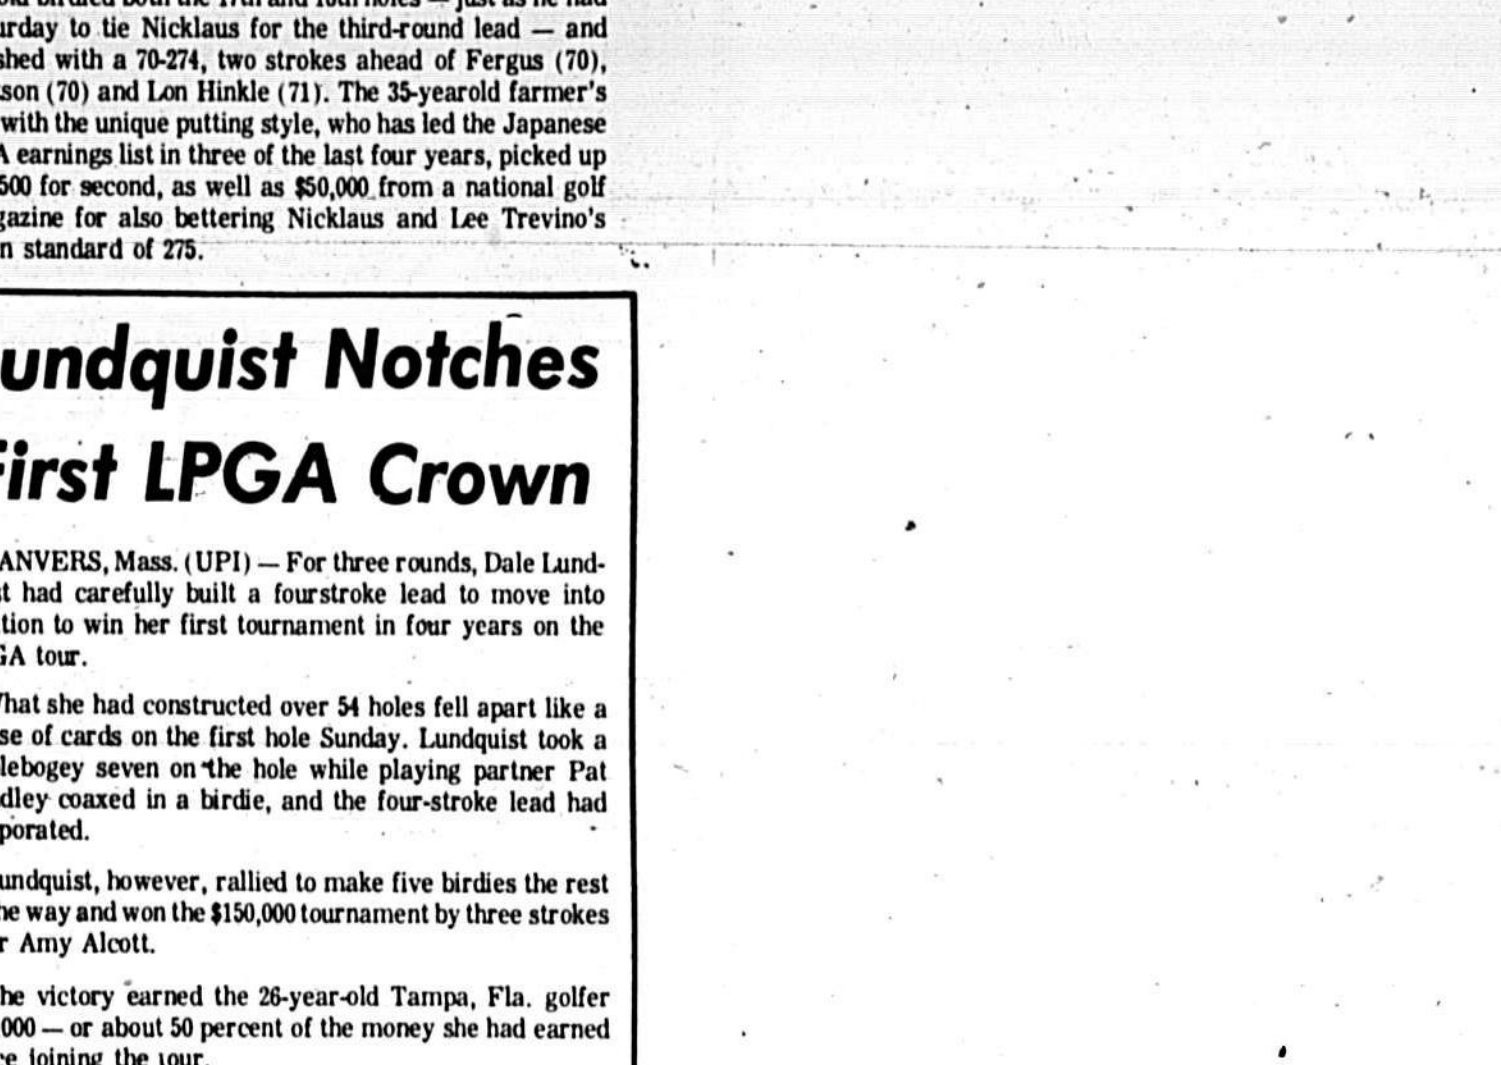 urday to tie Nicklaus for the third-round lead — and
shed with a 70-274, two strokes ahead of Fergus (70),
son (70) and Lon Hinkle (71). The 35-yearold farmer's
with the unique putting style, who has led the Japanese
A earnings list in three of the last four years, picked up
500 for second, as well as $50,000 from a national golf
gazine for also bettering Nicklaus and Lee Trevino's
n standard of 275.
undquist Notches
First LPGA Crown
ANVERS, Mass. (UPI) — For three rounds, Dale Lund-
t had carefully built a fourstroke lead to move into
tion to win her first tournament in four years on the
GA tour.
What she had constructed over 54 holes fell apart like a
se of cards on the first hole Sunday. Lundquist took a
lebogey seven on the hole while playing partner Pat
dley coaxed in a birdie, and the four-stroke lead had
porated.
undquist, however, rallied to make five birdies the rest
he way and won the $150,000 tournament by three strokes
r Amy Alcott.
he victory earned the 26-year-old Tampa, Fla. golfer
000 — or about 50 percent of the money she had earned
ce joining the tour.